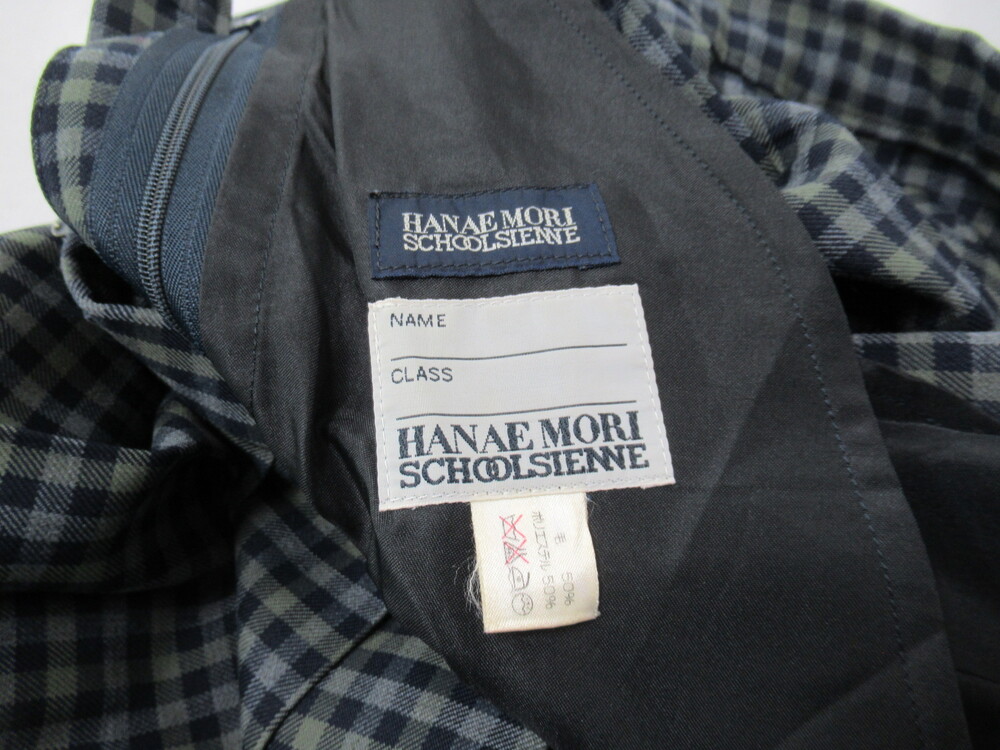 HANAE MORI
SCHOOLSIENNE
NAME
CLASS
HANAE MORI
SCHOOLSIENNE
毛 50%
ポリエステル 50%